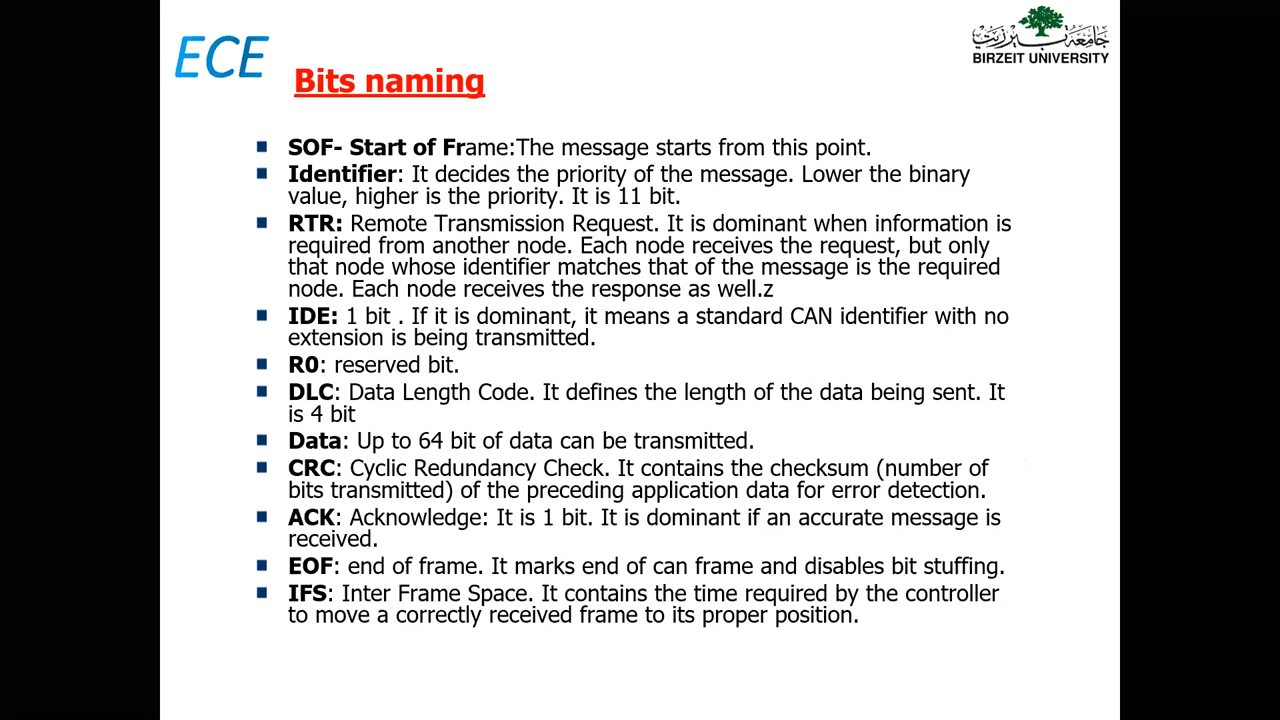 ECE
جامعة بيرزيت
BIRZEIT UNIVERSITY
Bits naming
SOF- Start of Frame:The message starts from this point.
Identifier: It decides the priority of the message. Lower the binary
value, higher is the priority. It is 11 bit.
RTR: Remote Transmission Request. It is dominant when information is
required from another node. Each node receives the request, but only
that node whose identifier matches that of the message is the required
node. Each node receives the response as well.z
IDE: 1 bit . If it is dominant, it means a standard CAN identifier with no
extension is being transmitted.
R0: reserved bit.
DLC: Data Length Code. It defines the length of the data being sent. It
is 4 bit
Data: Up to 64 bit of data can be transmitted.
CRC: Cyclic Redundancy Check. It contains the checksum (number of
bits transmitted) of the preceding application data for error detection.
ACK: Acknowledge: It is 1 bit. It is dominant if an accurate message is
received.
EOF: end of frame. It marks end of can frame and disables bit stuffing.
IFS: Inter Frame Space. It contains the time required by the controller
to move a correctly received frame to its proper position.